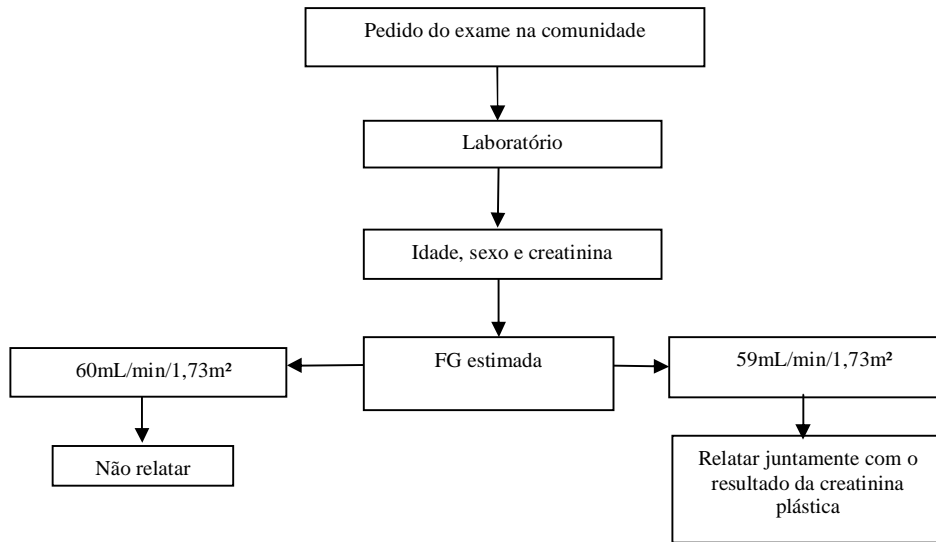 Pedido do exame na comunidade
Laboratório
Idade, sexo e creatinina
FG estimada
60mL/min/1,73m²
59mL/min/1,73m²
Não relatar
Relatar juntamente com o
resultado da creatinina
plástica